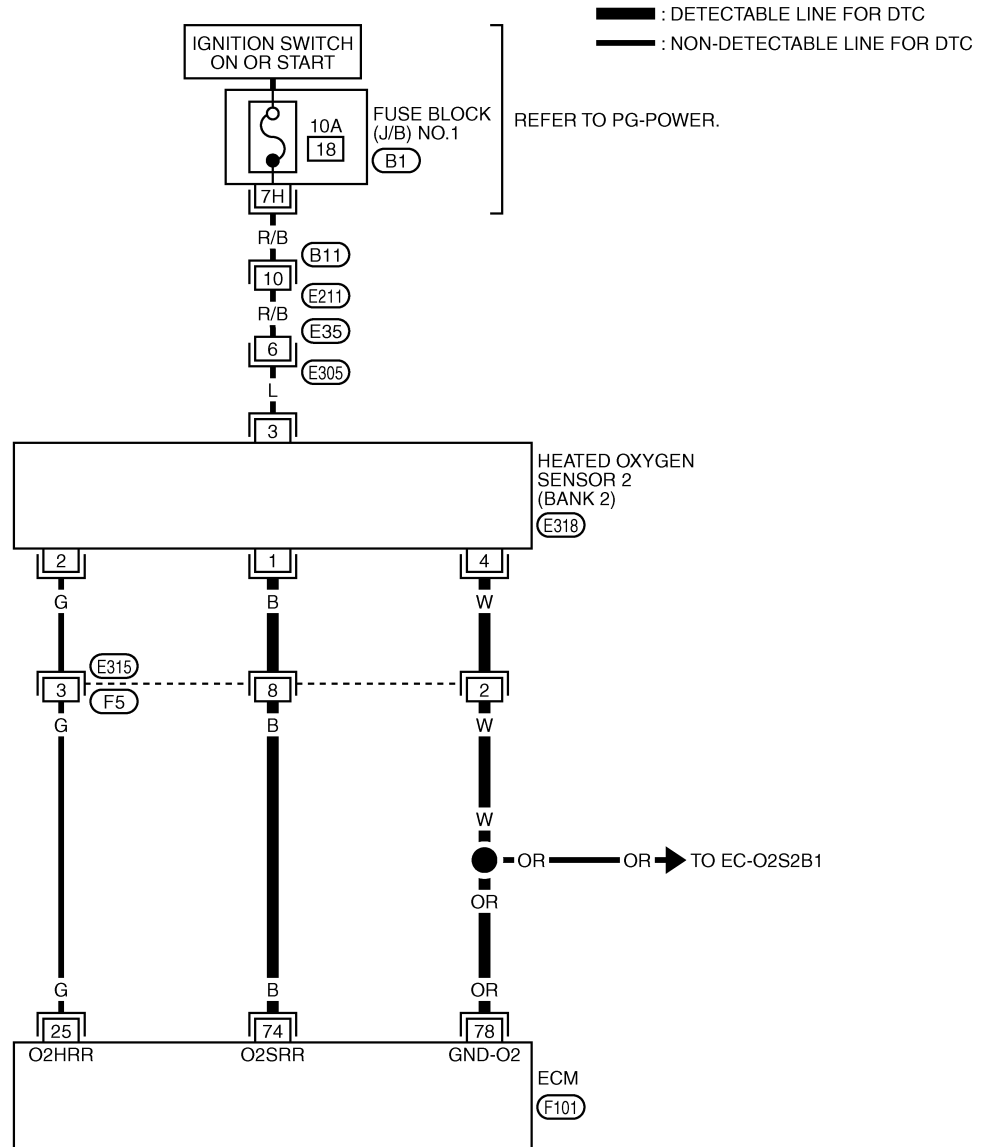 : DETECTABLE LINE FOR DTC
: NON-DETECTABLE LINE FOR DTC
IGNITION SWITCH
ON OR START
10A
18
FUSE BLOCK
(J/B) NO.1
B1
REFER TO PG-POWER.
7H
R/B
B11
10
E211
R/B
E35
6
E305
L
3
HEATED OXYGEN
SENSOR 2
(BANK 2)
E318
2
1
4
G
B
W
E315
3
8
2
F5
G
B
W
W
OR
OR
TO EC-O2S2B1
OR
G
B
OR
25
74
78
O2HRR
O2SRR
GND-O2
ECM
F101